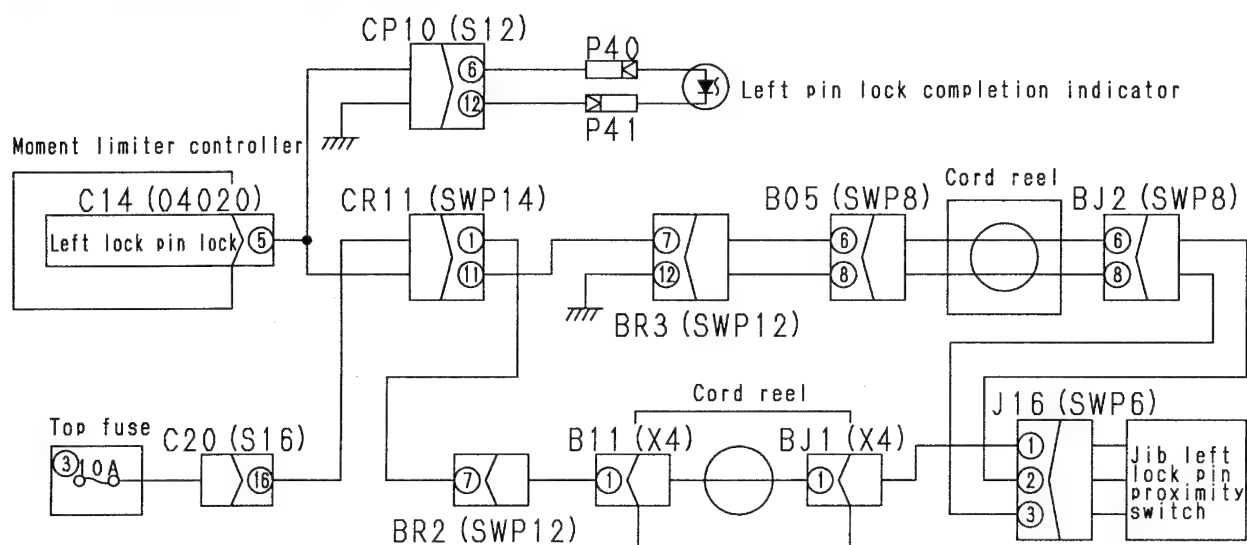 CP10 (S12)
P40
6
12
P41
Left pin lock completion indicator
Moment limiter controller
C14 (04020)
Left lock pin lock
5
CR11 (SWP14)
1
11
7
12
BR3 (SWP12)
B05 (SWP8)
6
8
Cord reel
BJ2 (SWP8)
6
8
Top fuse
3
10A
C20 (S16)
16
7
BR2 (SWP12)
Cord reel
B11 (X4)
1
BJ1 (X4)
1
J16 (SWP6)
1
2
3
Jib left
lock pin
proximity
switch